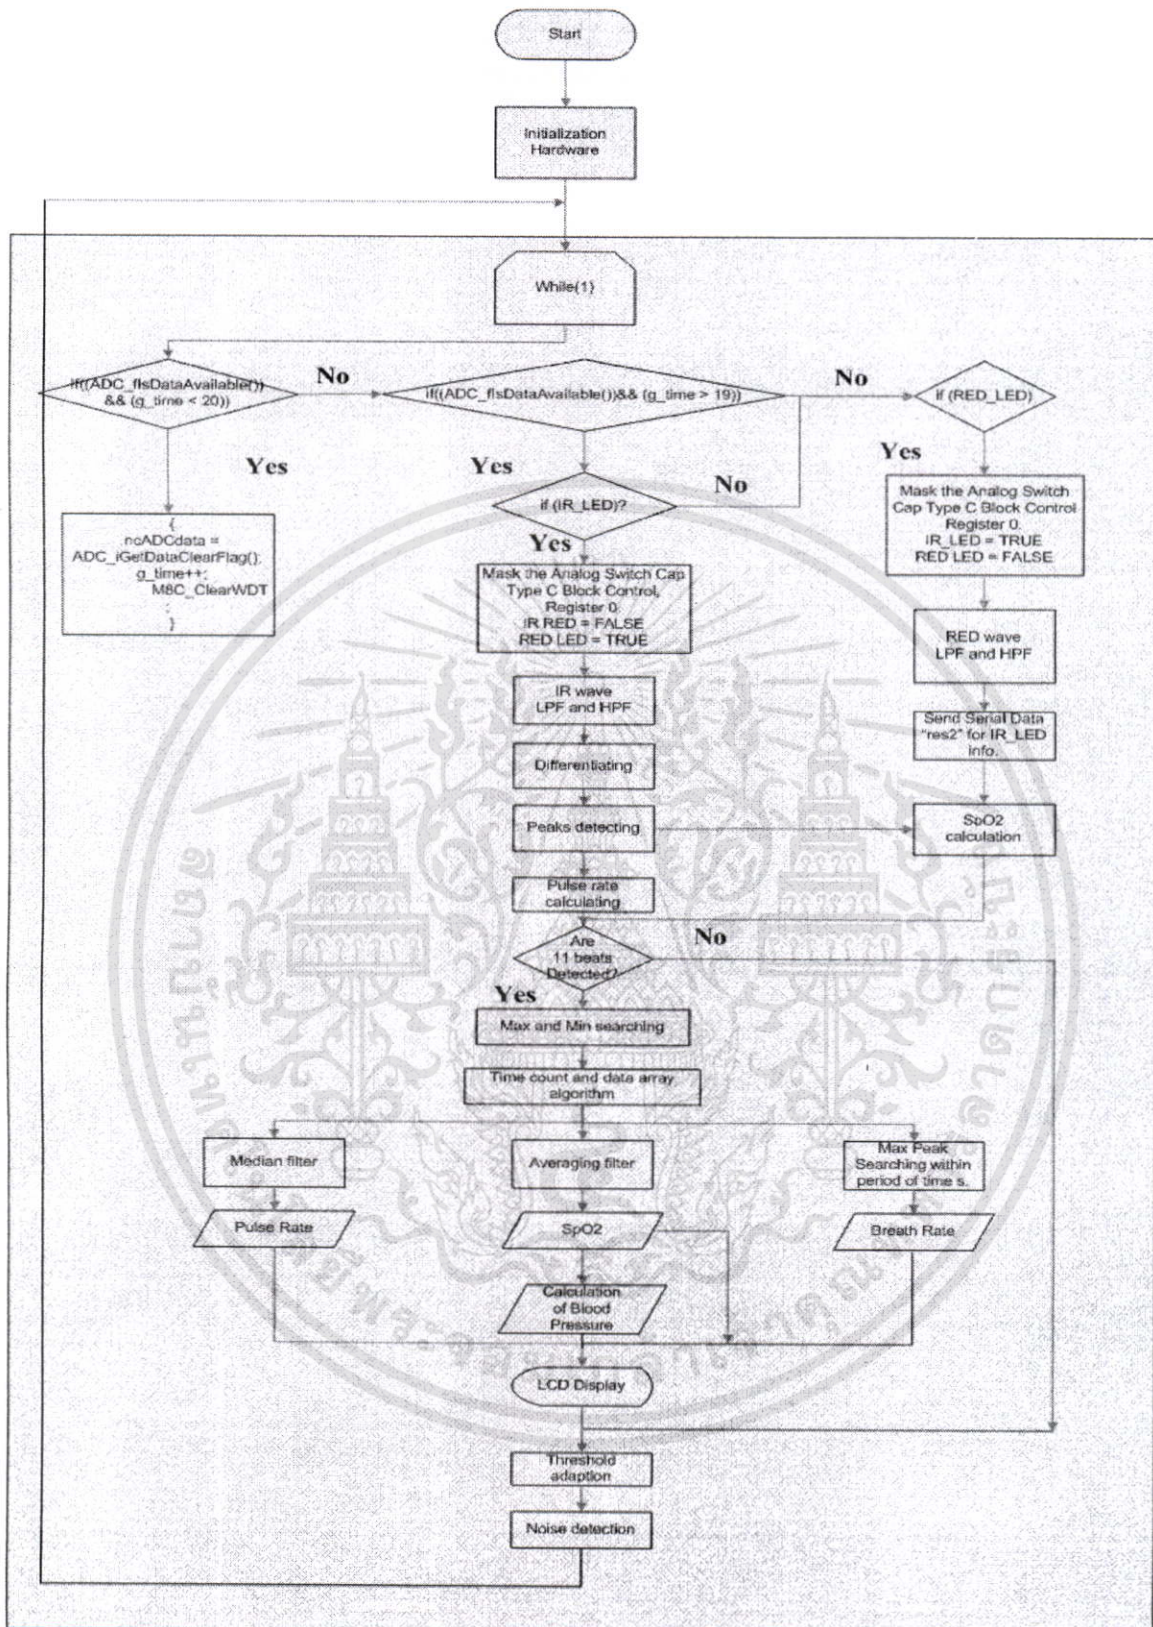 Start
Initialization
Hardware
While(1)
if((ADC_fIsDataAvailable())
&& (g_time < 20))
No
if((ADC_fIsDataAvailable())&& (g_time > 19))
No
if (RED_LED)
Yes
{
ncADCdata =
ADC_iGetDataClearFlag();
g_time++;
M8C_ClearWDT
;
}
Yes
if (IR_LED)?
No
Yes
Mask the Analog Switch Cap
Type C Block Control,
Register 0
IR RED = FALSE
RED LED = TRUE
IR wave
LPF and HPF
Differentiating
Peaks detecting
Pulse rate
calculating
Yes
Mask the Analog Switch
Cap Type C Block Control
Register 0.
IR_LED = TRUE
RED LED = FALSE
RED wave
LPF and HPF
Send Serial Data
"res2" for IR_LED
info.
SpO2
calculation
Are
11 beats
Detected?
No
Yes
Max and Min searching
Time count and data array
algorithm
Median filter
Pulse Rate
Averaging filter
SpO2
Calculation
of Blood
Pressure
Max Peak
Searching within
period of time s.
Breath Rate
LCD Display
Threshold
adaption
Noise detection